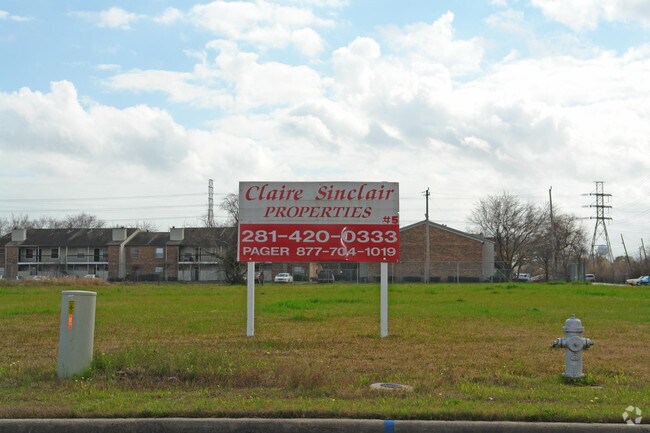 Claire Sinclair
PROPERTIES #5
281-420-0333
PAGER 877-704-1019